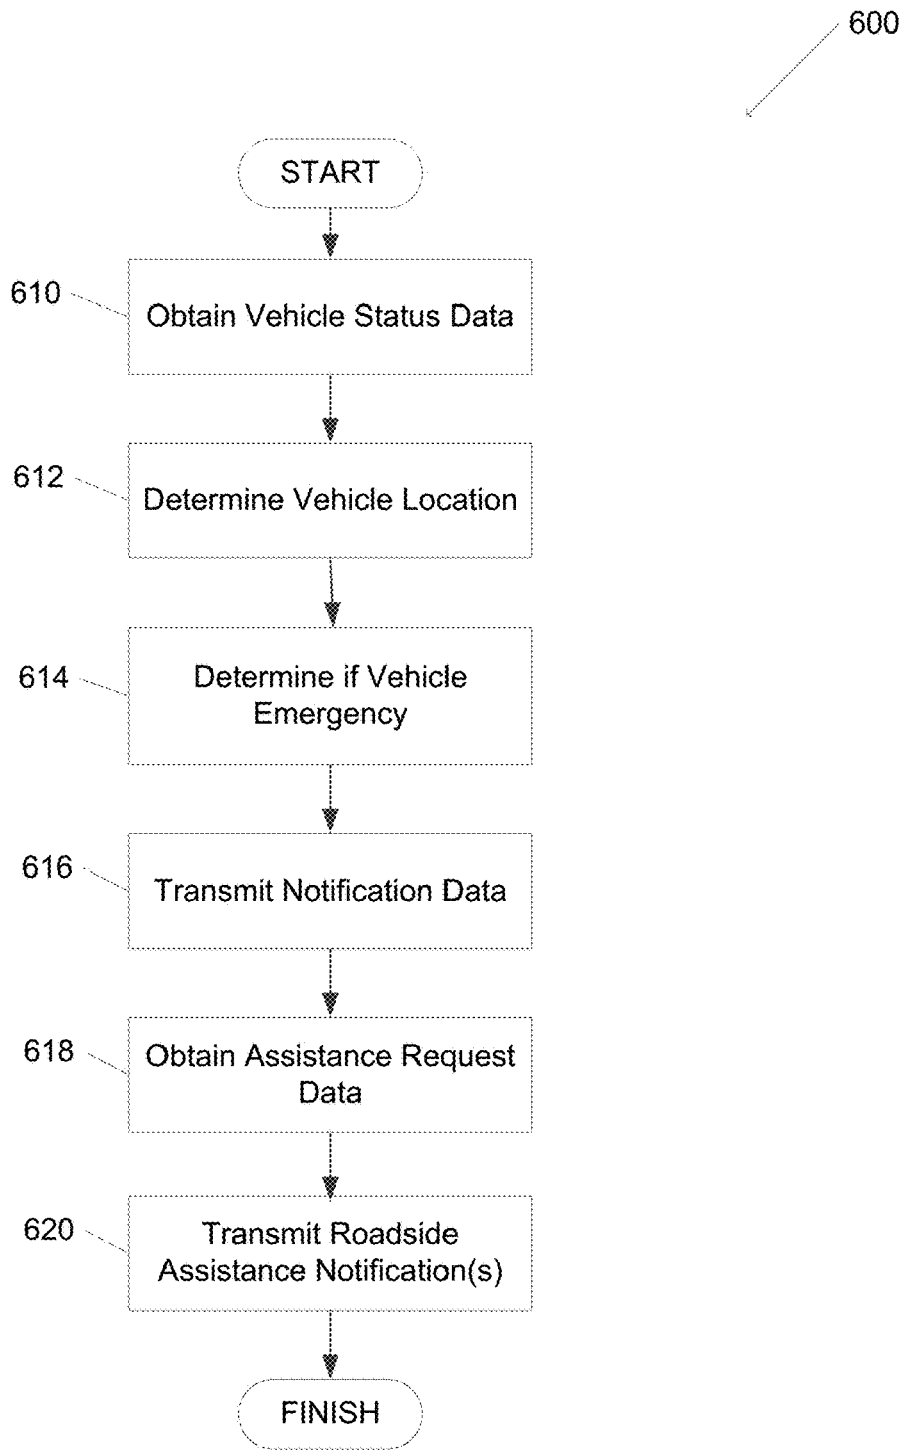 600
START
610
Obtain Vehicle Status Data
612
Determine Vehicle Location
614
Determine if Vehicle
Emergency
616
Transmit Notification Data
618
Obtain Assistance Request
Data
620
Transmit Roadside
Assistance Notification(s)
FINISH